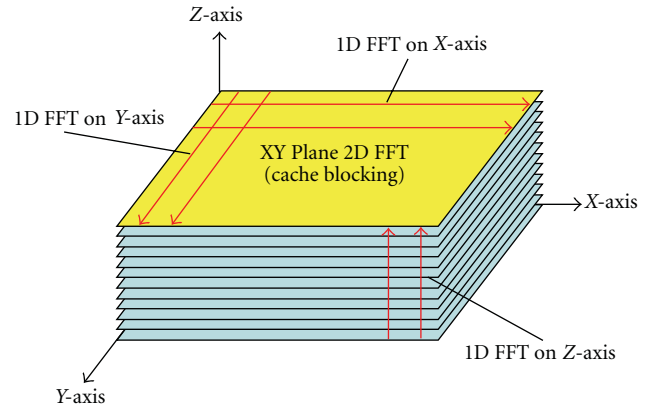 Z-axis
1D FFT on X-axis
1D FFT on Y-axis
XY Plane 2D FFT
(cache blocking)
X-axis
1D FFT on Z-axis
Y-axis